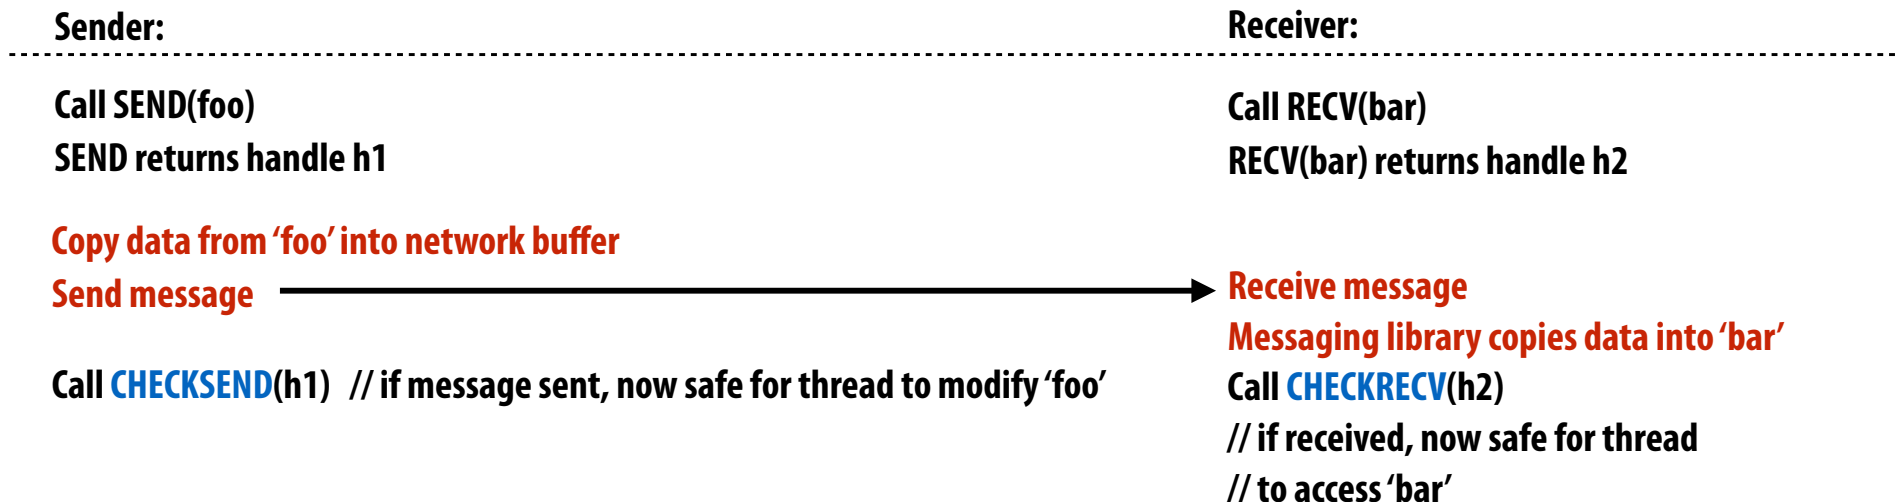 Sender:
Receiver:
Call SEND(foo)
SEND returns handle h1
Copy data from ‘foo’ into network buffer
Send message
Call CHECKSEND(h1) // if message sent, now safe for thread to modify ‘foo’
Call RECV(bar)
RECV(bar) returns handle h2
Receive message
Messaging library copies data into ‘bar’
Call CHECKRECV(h2)
// if received, now safe for thread
// to access ‘bar’